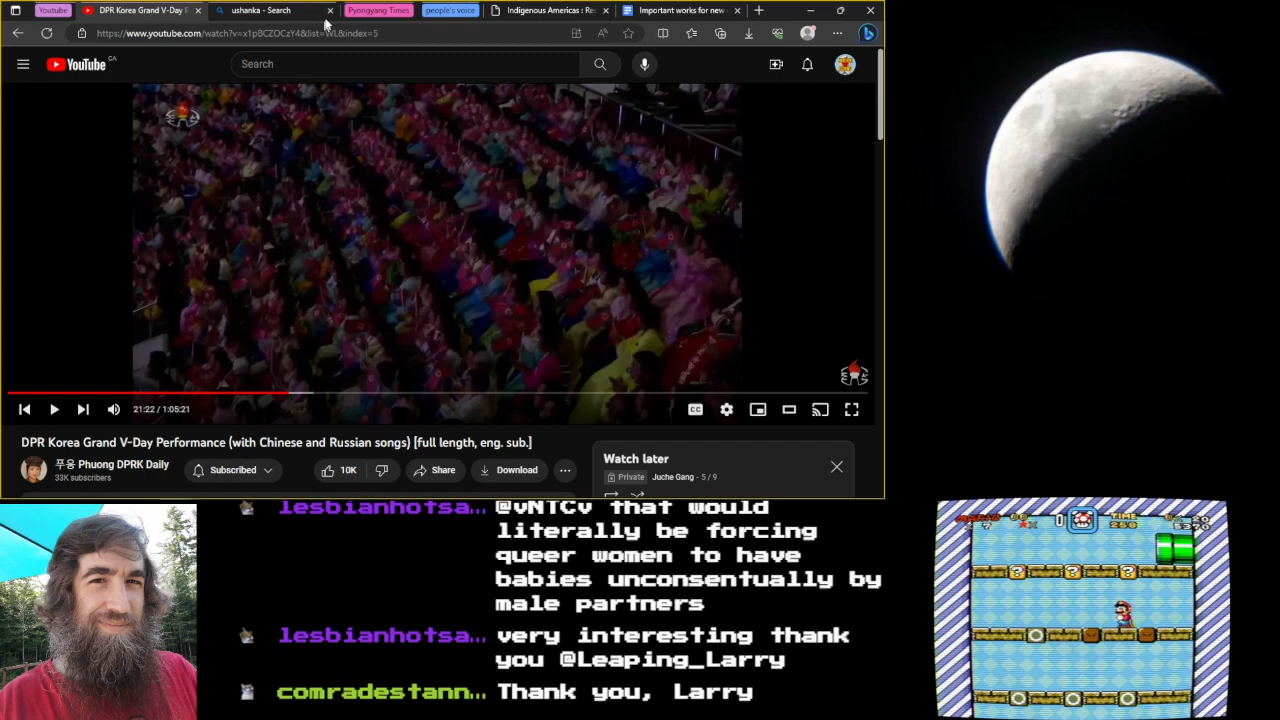 Youtube
DPR Korea Grand V-Day P
ushanka - Search
Pyongyang Times
people's voice
Indigenous Americas : Re
Important works for new
https://www.youtube.com/watch?v=x1pBCZOCzY4&list=WL&index=5
YouTube CA
Search
21:22 / 1:05:21
CC
DPR Korea Grand V-Day Performance (with Chinese and Russian songs) [full length, eng. sub.]
푸옹 Phuong DPRK Daily
33K subscribers
Subscribed
10K
Share
Download
Watch later
Private
Juche Gang - 5 / 9
lesbianhotsa... @vNTCv that would
literally be forcing
queer women to have
babies unconsentually by
male partners
lesbianhotsa... very interesting thank
you @Leaping_Larry
comradestann... Thank you, Larry
MARIO
TIME
x 7
258
5370